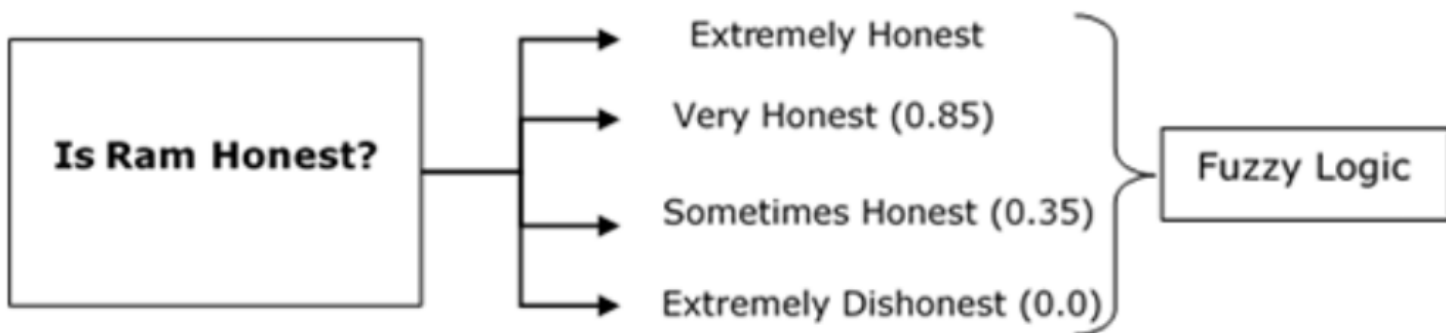 Is Ram Honest?
Extremely Honest
Very Honest (0.85)
Sometimes Honest (0.35)
Extremely Dishonest (0.0)
Fuzzy Logic